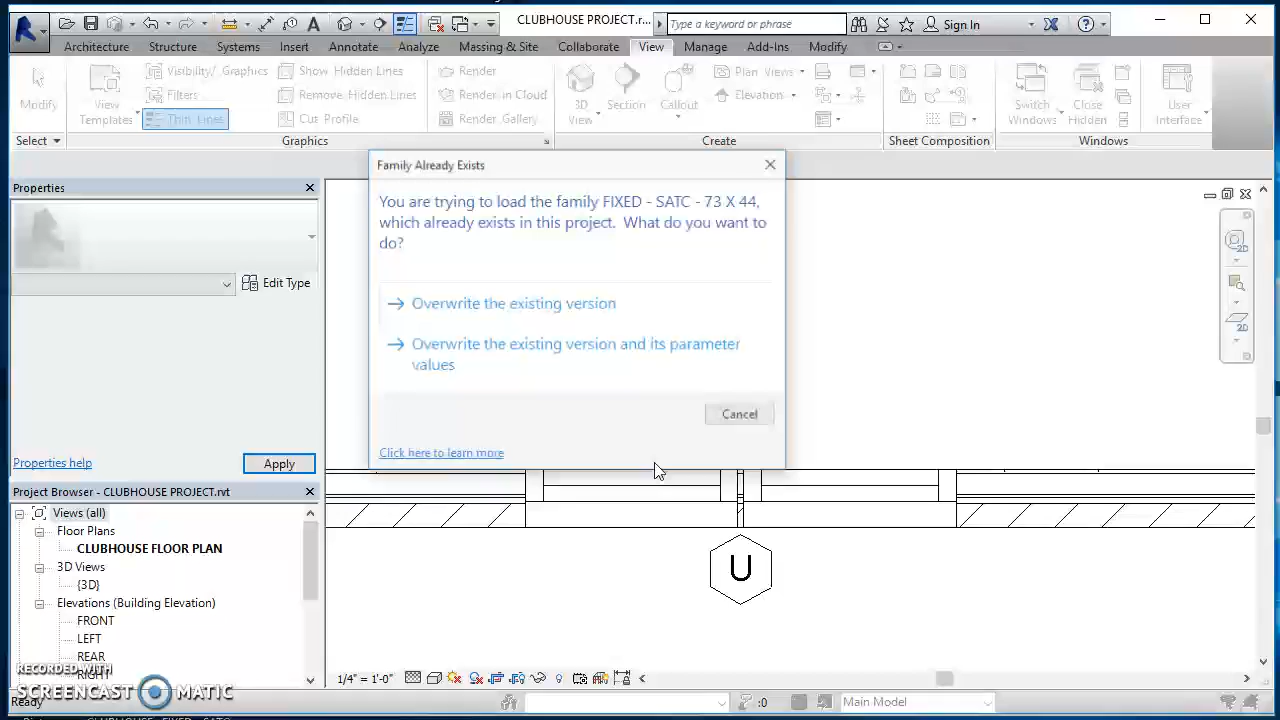 CLUBHOUSE PROJECT.r...
Type a keyword or phrase
Sign In
Architecture Structure Systems Insert Annotate Analyze Massing & Site Collaborate View Manage Add-Ins Modify
Modify
View
Templates
Visibility/ Graphics
Filters
Thin Lines
Show Hidden Lines
Remove Hidden Lines
Cut Profile
Render
Render in Cloud
Render Gallery
3D
View
Section
Callout
Plan Views
Elevation
Switch
Windows
Close
Hidden
User
Interface
Select
Graphics
Create
Sheet Composition
Windows
Family Already Exists
You are trying to load the family FIXED - SATC - 73 X 44,
which already exists in this project. What do you want to
do?
Overwrite the existing version
Overwrite the existing version and its parameter
values
Cancel
Click here to learn more
Properties
Edit Type
Properties help
Apply
Project Browser - CLUBHOUSE PROJECT.rvt
Views (all)
Floor Plans
CLUBHOUSE FLOOR PLAN
3D Views
{3D}
Elevations (Building Elevation)
FRONT
LEFT
REAR
RIGHT
U
2D
2D
1/4" = 1'-0"
RECORDED WITH
SCREENCAST MATIC
Ready
:0
Main Model